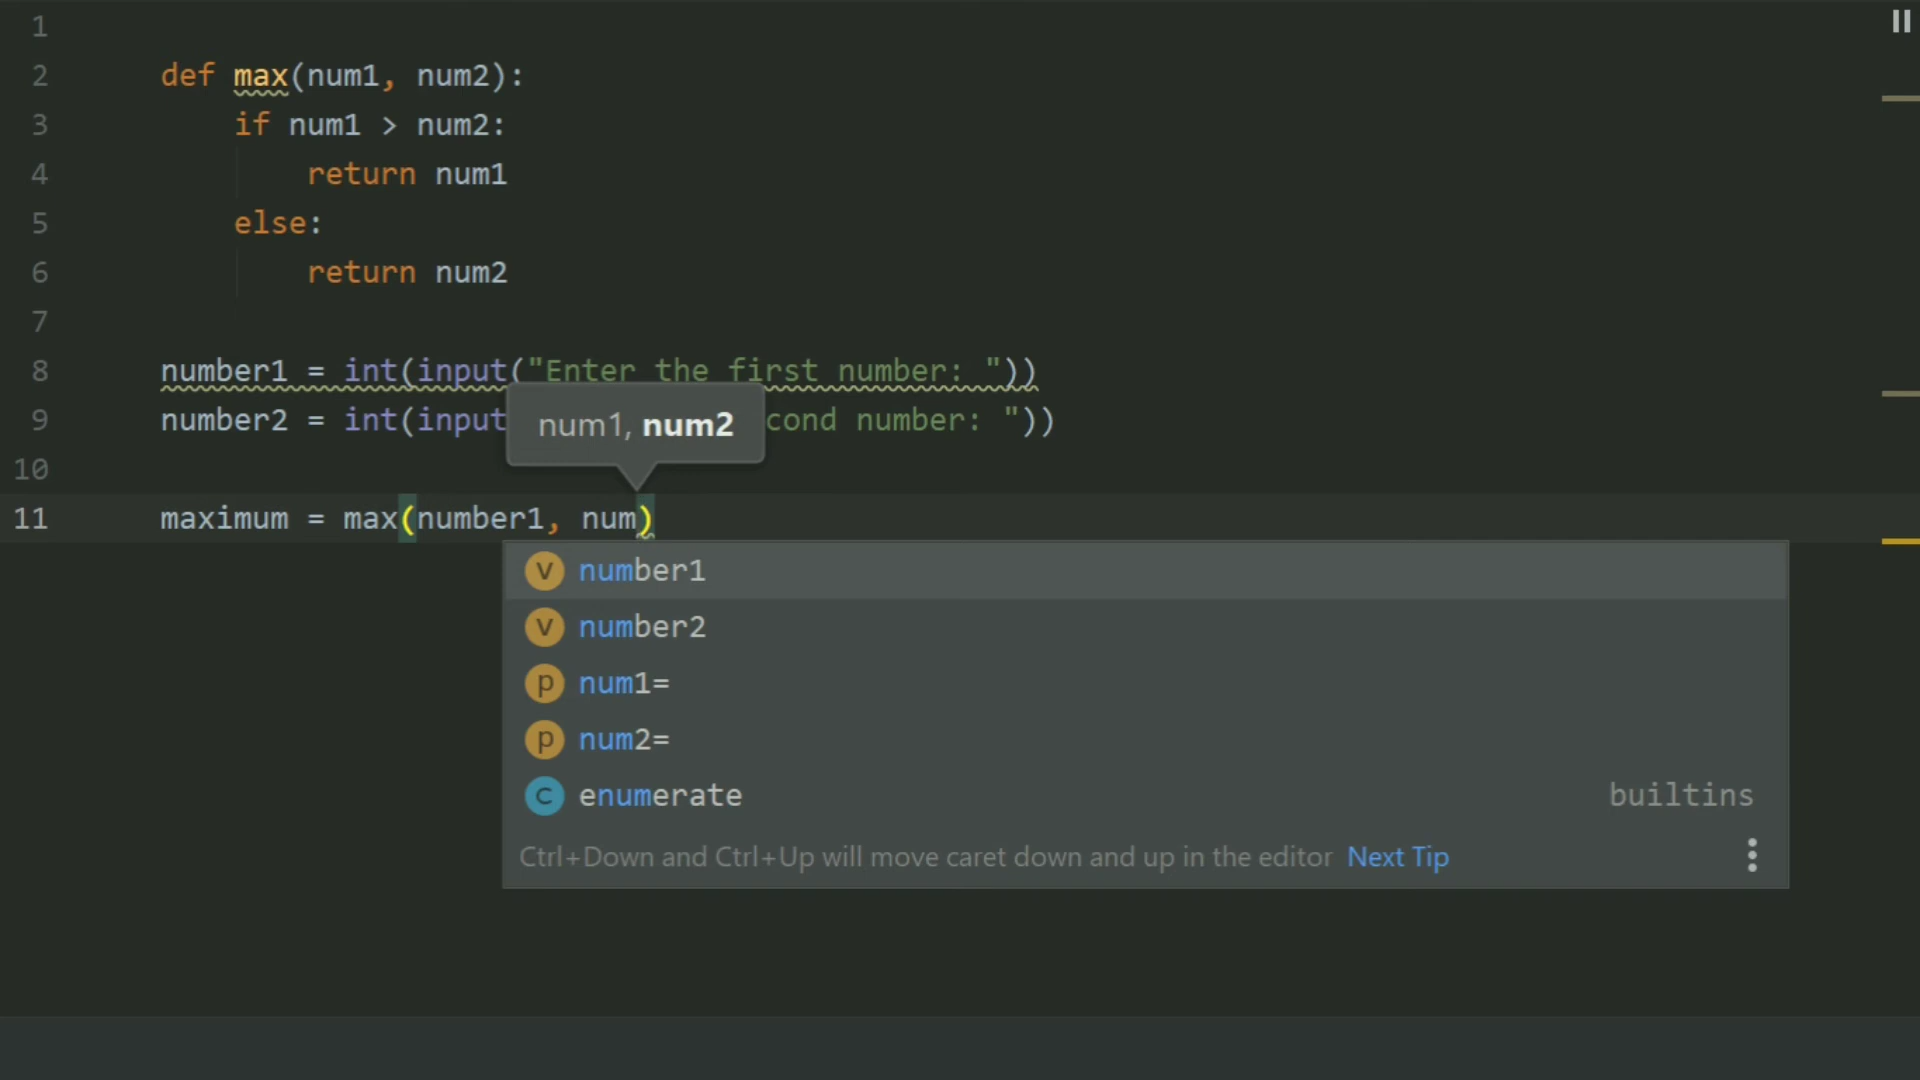 1
2 def max(num1, num2):
3 if num1 > num2:
4 return num1
5 else:
6 return num2
7
8 number1 = int(input("Enter the first number: "))
9 number2 = int(input cond number: "))
num1, num2
10
11 maximum = max(number1, num)
v number1
v number2
p num1=
p num2=
c enumerate builtins
Ctrl+Down and Ctrl+Up will move caret down and up in the editor Next Tip